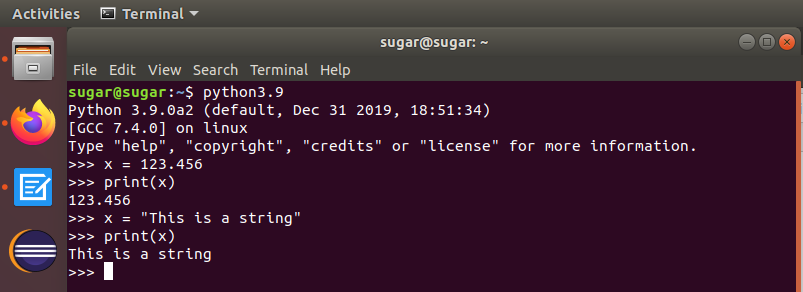 Activities Terminal
sugar@sugar: ~
File Edit View Search Terminal Help
sugar@sugar:~$ python3.9
Python 3.9.0a2 (default, Dec 31 2019, 18:51:34)
[GCC 7.4.0] on linux
Type "help", "copyright", "credits" or "license" for more information.
>>> x = 123.456
>>> print(x)
123.456
>>> x = "This is a string"
>>> print(x)
This is a string
>>>